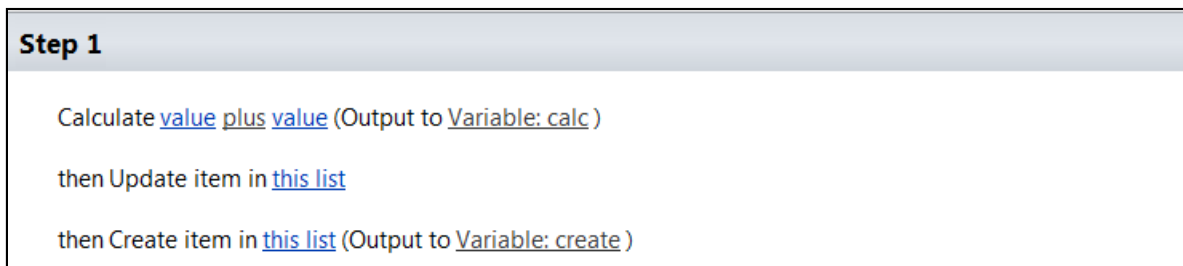 Step 1
Calculate value plus value (Output to Variable: calc )
then Update item in this list
then Create item in this list (Output to Variable: create )